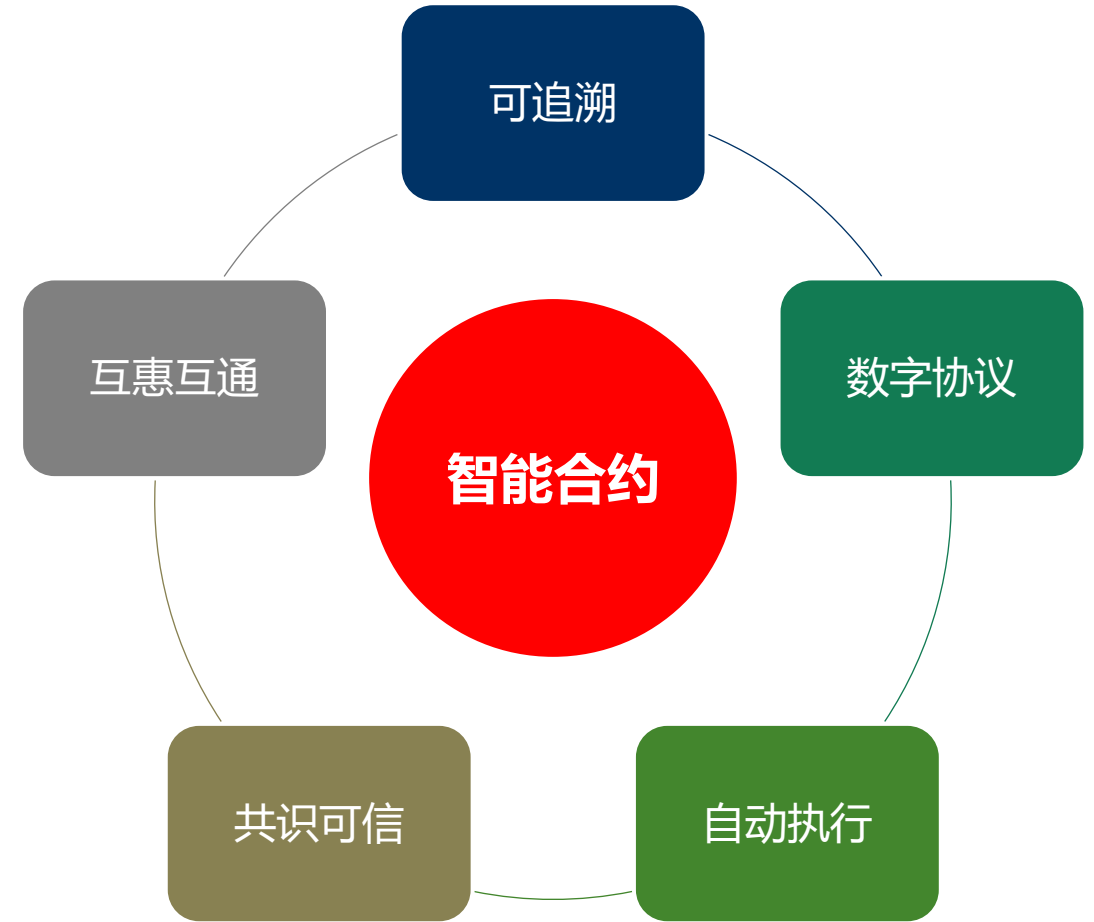 可追溯
互惠互通
数字协议
智能合约
共识可信
自动执行